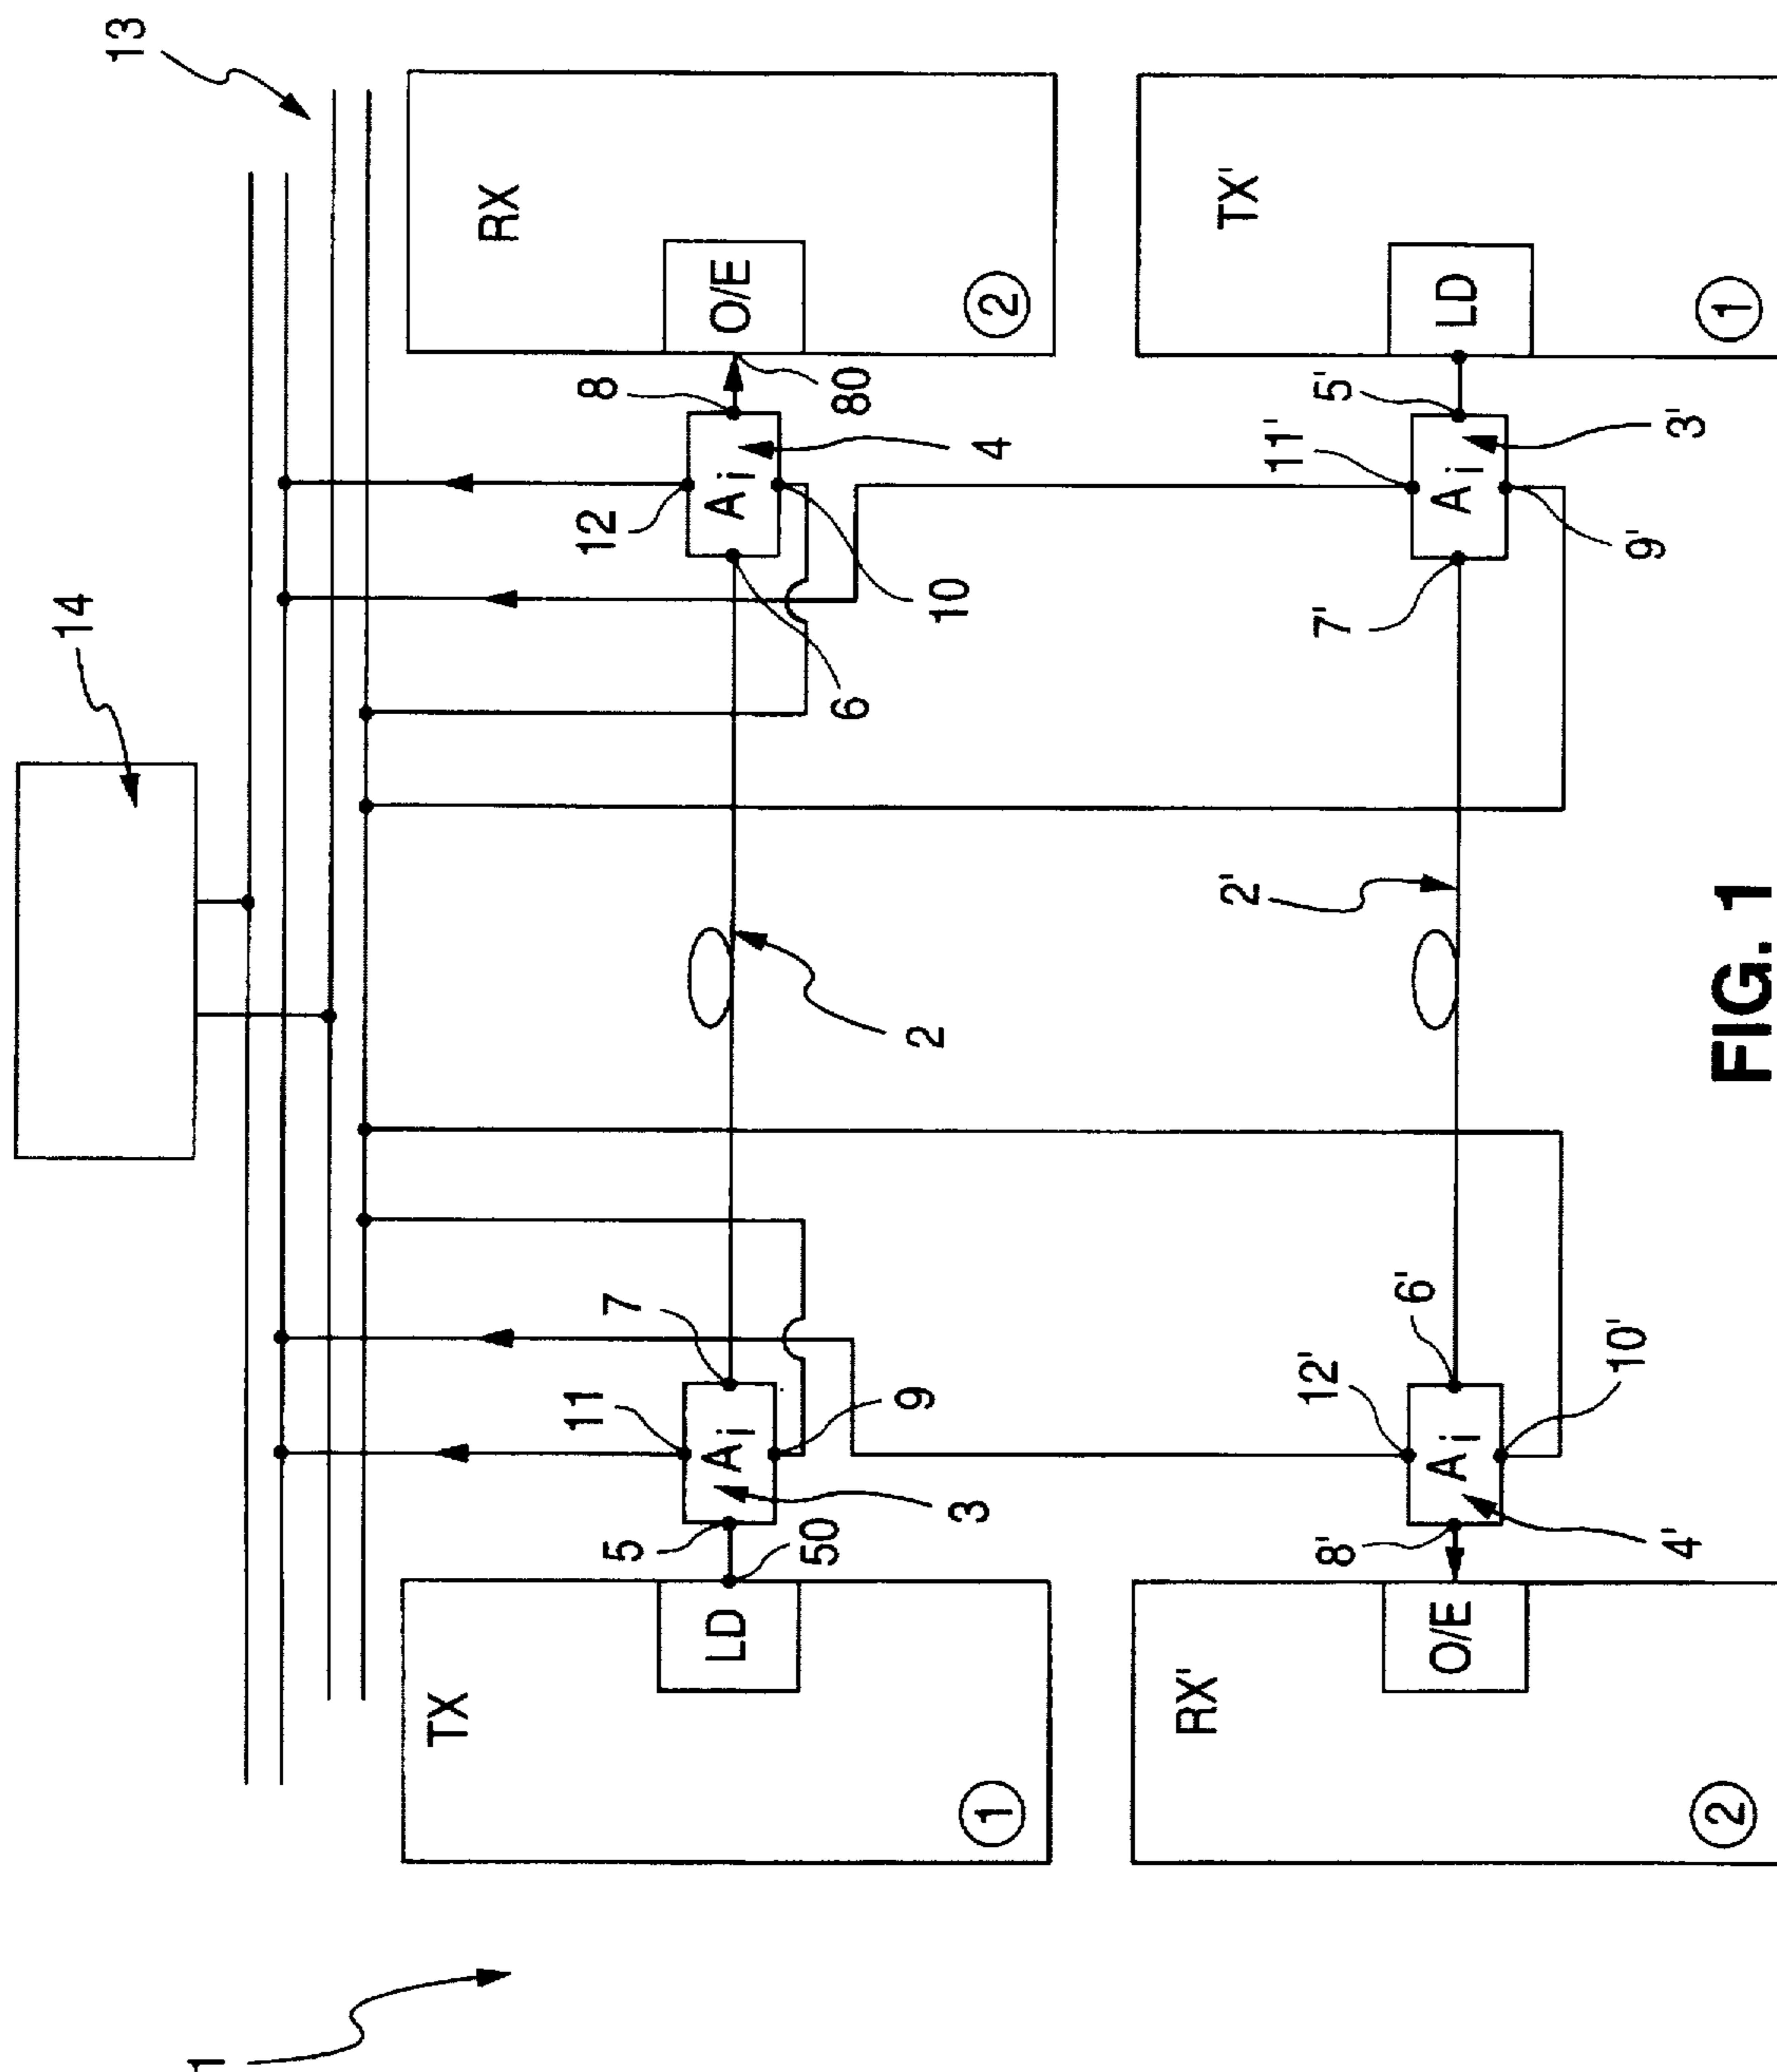 14
13
1
TX
LD
①
50
5
11
Ai
3
9
7
2
12
Ai
6
10
4
8
80
RX
O/E
②
RX'
O/E
②
8'
12'
Ai
4'
10'
6'
2'
7'
11'
Ai
9'
3'
5'
TX'
LD
①
FIG. 1